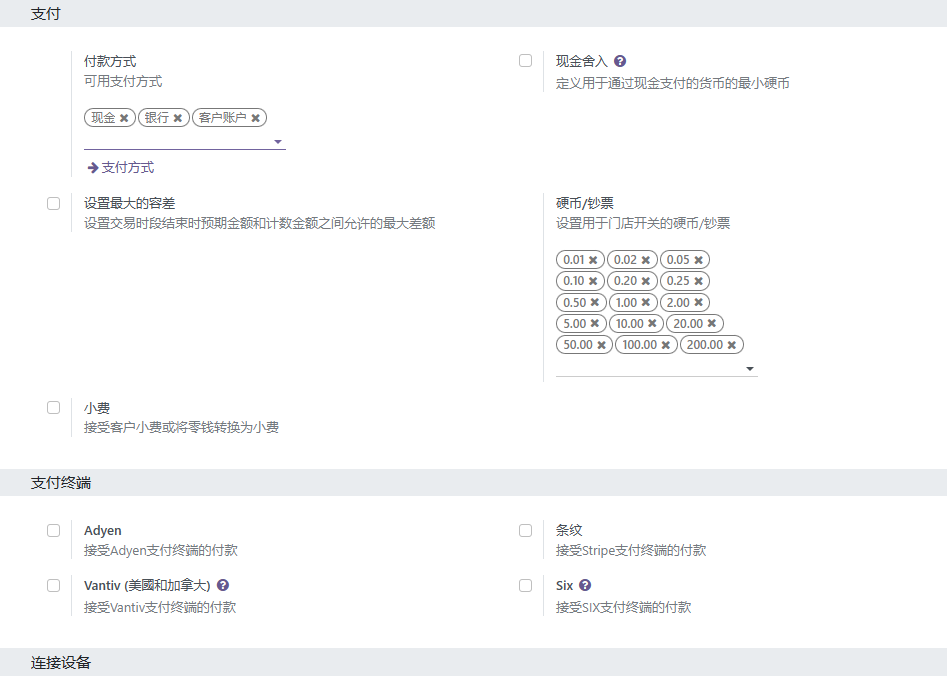 支付
付款方式
可用支付方式
现金 ✖ 银行 ✖ 客户账户 ✖
➔ 支付方式
现金舍入 ?
定义用于通过现金支付的货币的最小硬币
设置最大的容差
设置交易时段结束时预期金额和计数金额之间允许的最大差额
硬币/钞票
设置用于门店开关的硬币/钞票
0.01 ✖ 0.02 ✖ 0.05 ✖
0.10 ✖ 0.20 ✖ 0.25 ✖
0.50 ✖ 1.00 ✖ 2.00 ✖
5.00 ✖ 10.00 ✖ 20.00 ✖
50.00 ✖ 100.00 ✖ 200.00 ✖
小费
接受客户小费或将零钱转换为小费
支付终端
Adyen
接受Adyen支付终端的付款
条纹
接受Stripe支付终端的付款
Vantiv (美國和加拿大) ?
接受Vantiv支付终端的付款
Six ?
接受SIX支付终端的付款
连接设备